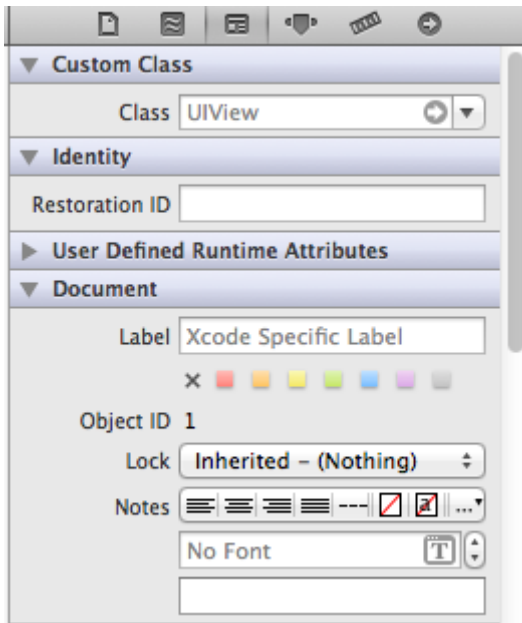 Custom Class
Class UIView
Identity
Restoration ID
User Defined Runtime Attributes
Document
Label Xcode Specific Label
Object ID 1
Lock Inherited – (Nothing)
Notes --- a ...
No Font T